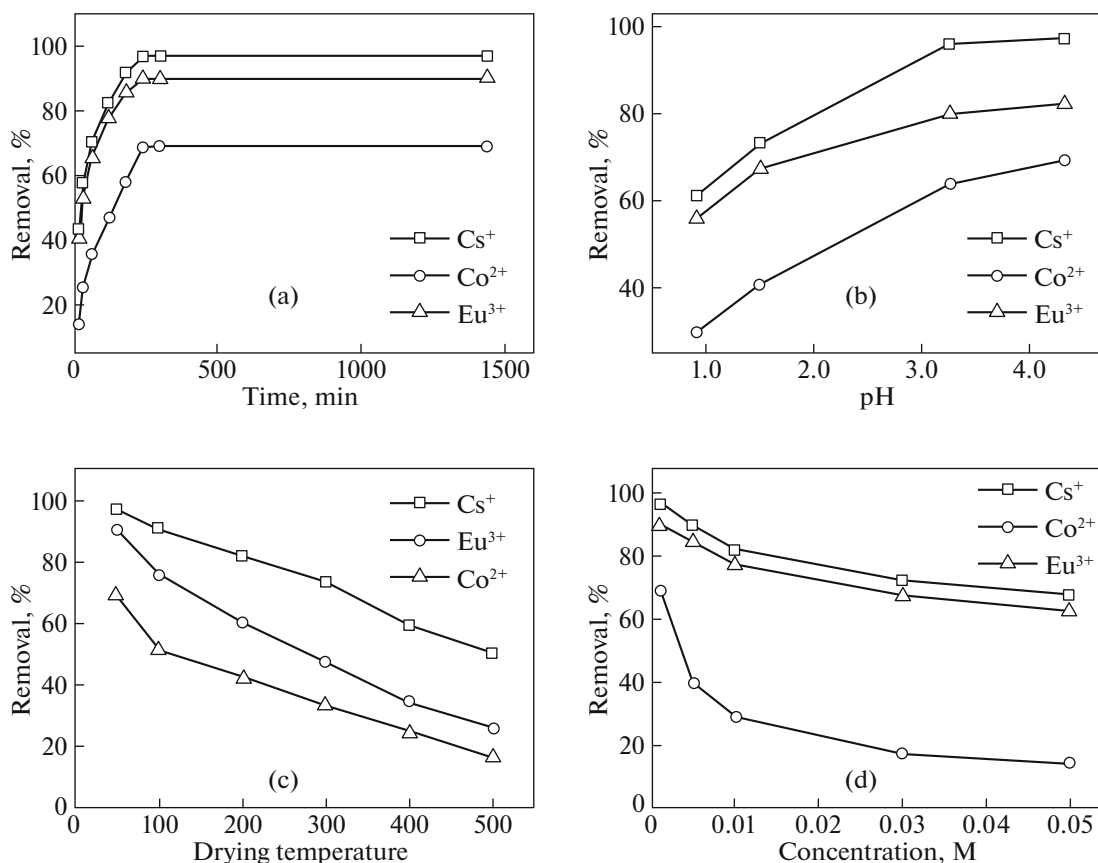 100
80
60
40
20
Removal, %
Cs⁺
Co²⁺
Eu³⁺
(a)
0 500 1000 1500
Time, min
100
80
60
40
Removal, %
Cs⁺
Co²⁺
Eu³⁺
(b)
1.0 2.0 3.0 4.0
pH
100
80
60
40
20
0
Removal, %
Cs⁺
Eu³⁺
Co²⁺
(c)
100 200 300 400 500
Drying temperature
100
80
60
40
20
0
Removal, %
Cs⁺
Co²⁺
Eu³⁺
(d)
0 0.01 0.02 0.03 0.04 0.05
Concentration, M